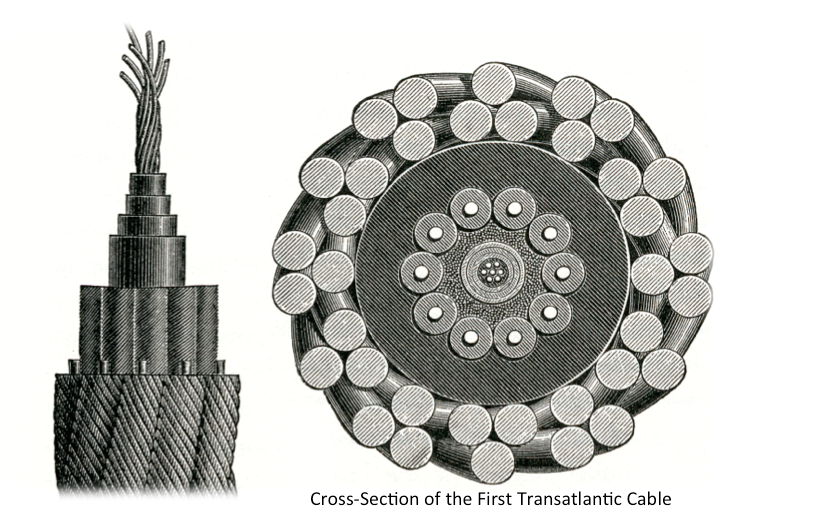 Cross-Section of the First Transatlantic Cable